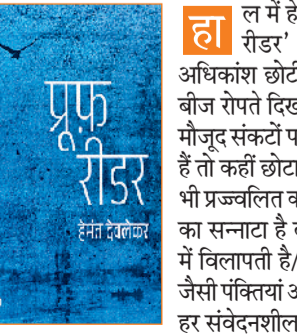 प्रूफ़
रीडर
हेमंत देवलेकर
हाल में हे
रीडर’
अधिकांश छोटी
बीज रोपते दिख
मौजूद संकटों प
हैं तो कहीं छोटा
भी प्रज्वलित क
का सन्नाटा है
में विलापती है/
जैसी पंक्तियां अ
हर संवेदनशील